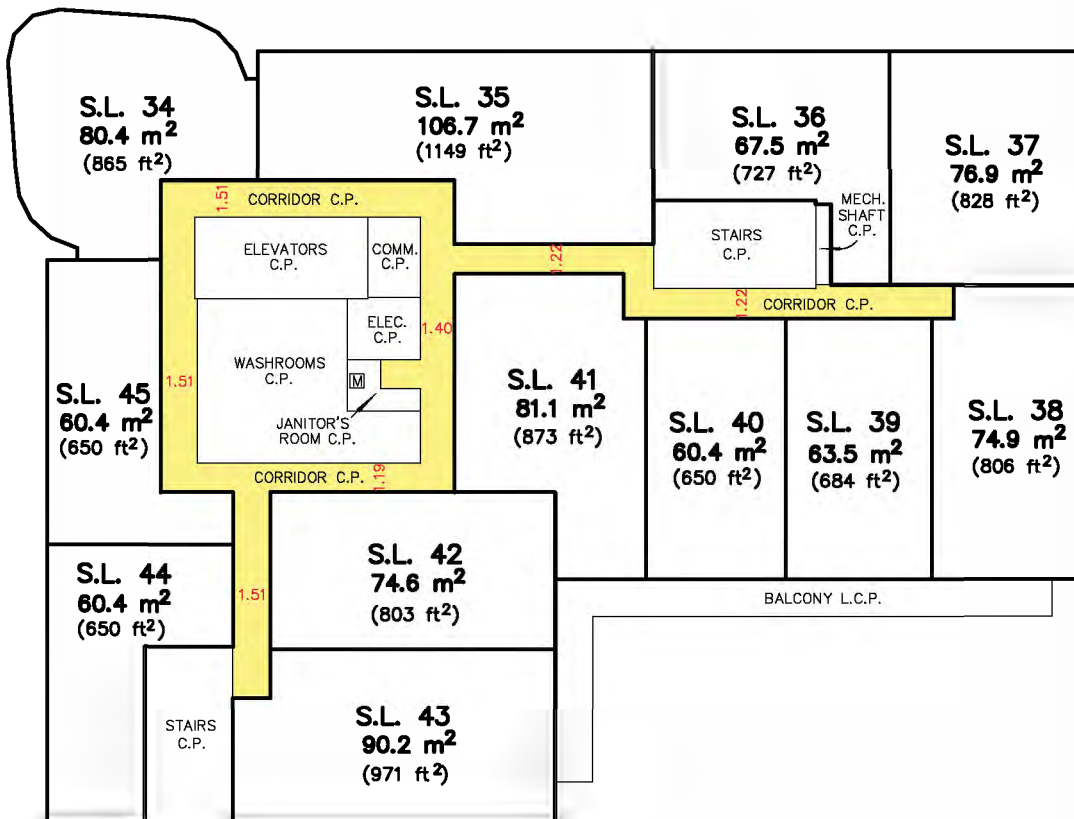 S.L. 34
80.4 m²
(865 ft²)
S.L. 35
106.7 m²
(1149 ft²)
S.L. 36
67.5 m²
(727 ft²)
S.L. 37
76.9 m²
(828 ft²)
MECH.
SHAFT
C.P.
1.51
CORRIDOR C.P.
ELEVATORS
C.P.
COMM.
C.P.
STAIRS
C.P.
1.22
1.22
CORRIDOR C.P.
ELEC.
C.P.
1.40
WASHROOMS
C.P.
M
JANITOR'S
ROOM C.P.
1.51
S.L. 45
60.4 m²
(650 ft²)
S.L. 41
81.1 m²
(873 ft²)
S.L. 40
60.4 m²
(650 ft²)
S.L. 39
63.5 m²
(684 ft²)
S.L. 38
74.9 m²
(806 ft²)
CORRIDOR C.P.
1.19
S.L. 44
60.4 m²
(650 ft²)
1.51
S.L. 42
74.6 m²
(803 ft²)
BALCONY L.C.P.
STAIRS
C.P.
S.L. 43
90.2 m²
(971 ft²)